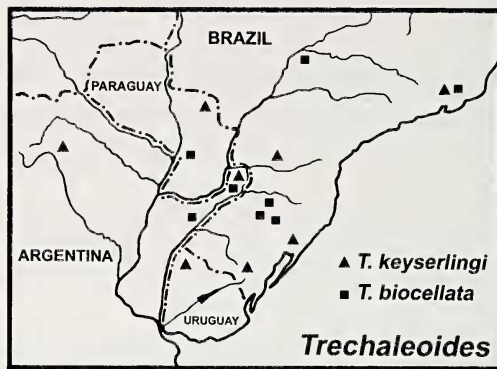 BRAZIL
PARAGUAY
ARGENTINA
URUGUAY
▲ T. keyserlingi
■ T. biocellata
Trechaleoides